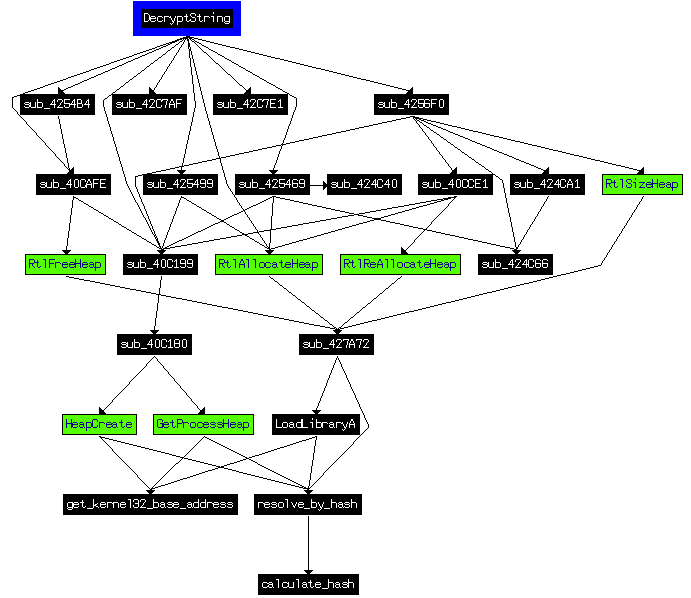 DecryptString
sub_4254B4
sub_42C7AF
sub_42C7E1
sub_4256F0
sub_40CAFE
sub_425499
sub_425469
sub_424C40
sub_40CCE1
sub_424CA1
RtlSizeHeap
RtlFreeHeap
sub_40C199
RtlAllocateHeap
RtlReAllocateHeap
sub_424C66
sub_40C180
sub_427A72
HeapCreate
GetProcessHeap
LoadLibraryA
get_kernel32_base_address
resolve_by_hash
calculate_hash